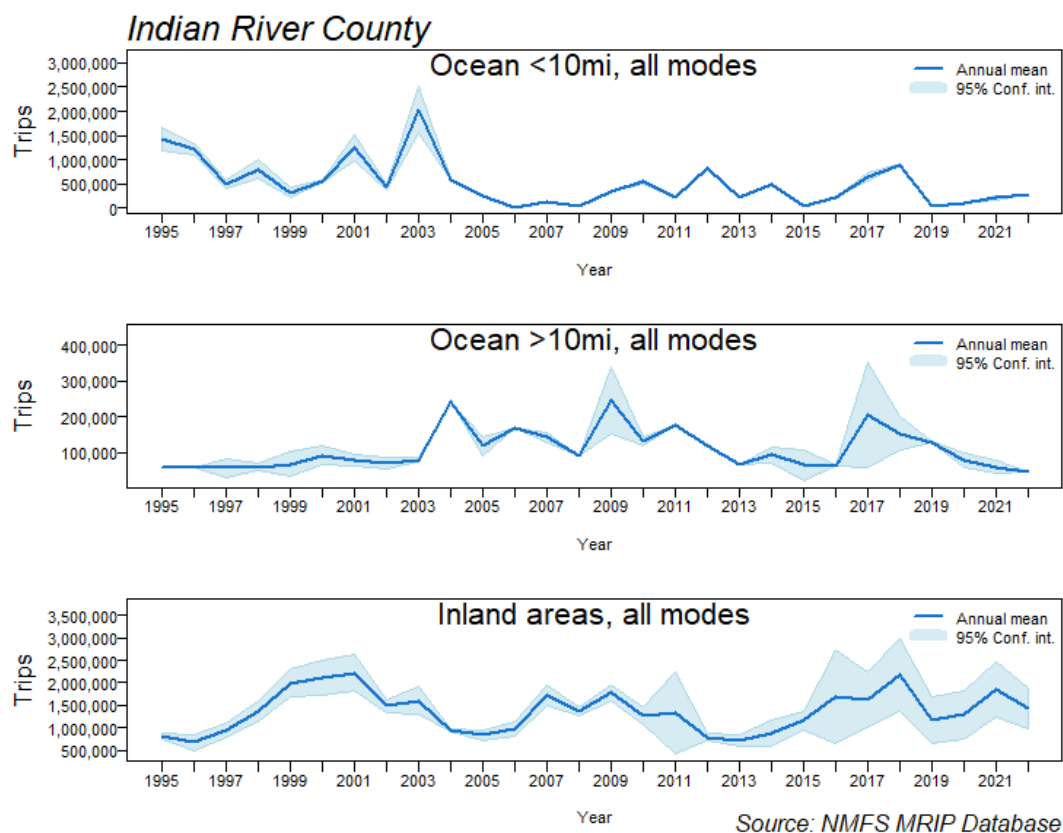 Indian River County
Ocean <10mi, all modes
Annual mean
95% Conf. int.
Trips
3,000,000
2,500,000
2,000,000
1,500,000
1,000,000
500,000
0
1995 1997 1999 2001 2003 2005 2007 2009 2011 2013 2015 2017 2019 2021
Year
Ocean >10mi, all modes
Annual mean
95% Conf. int.
Trips
400,000
300,000
200,000
100,000
1995 1997 1999 2001 2003 2005 2007 2009 2011 2013 2015 2017 2019 2021
Year
Inland areas, all modes
Annual mean
95% Conf. int.
Trips
3,500,000
3,000,000
2,500,000
2,000,000
1,500,000
1,000,000
500,000
1995 1997 1999 2001 2003 2005 2007 2009 2011 2013 2015 2017 2019 2021
Year
Source: NMFS MRIP Database